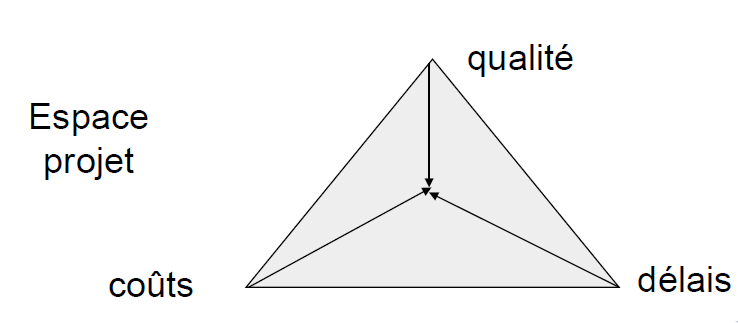 qualité
Espace
projet
coûts
délais